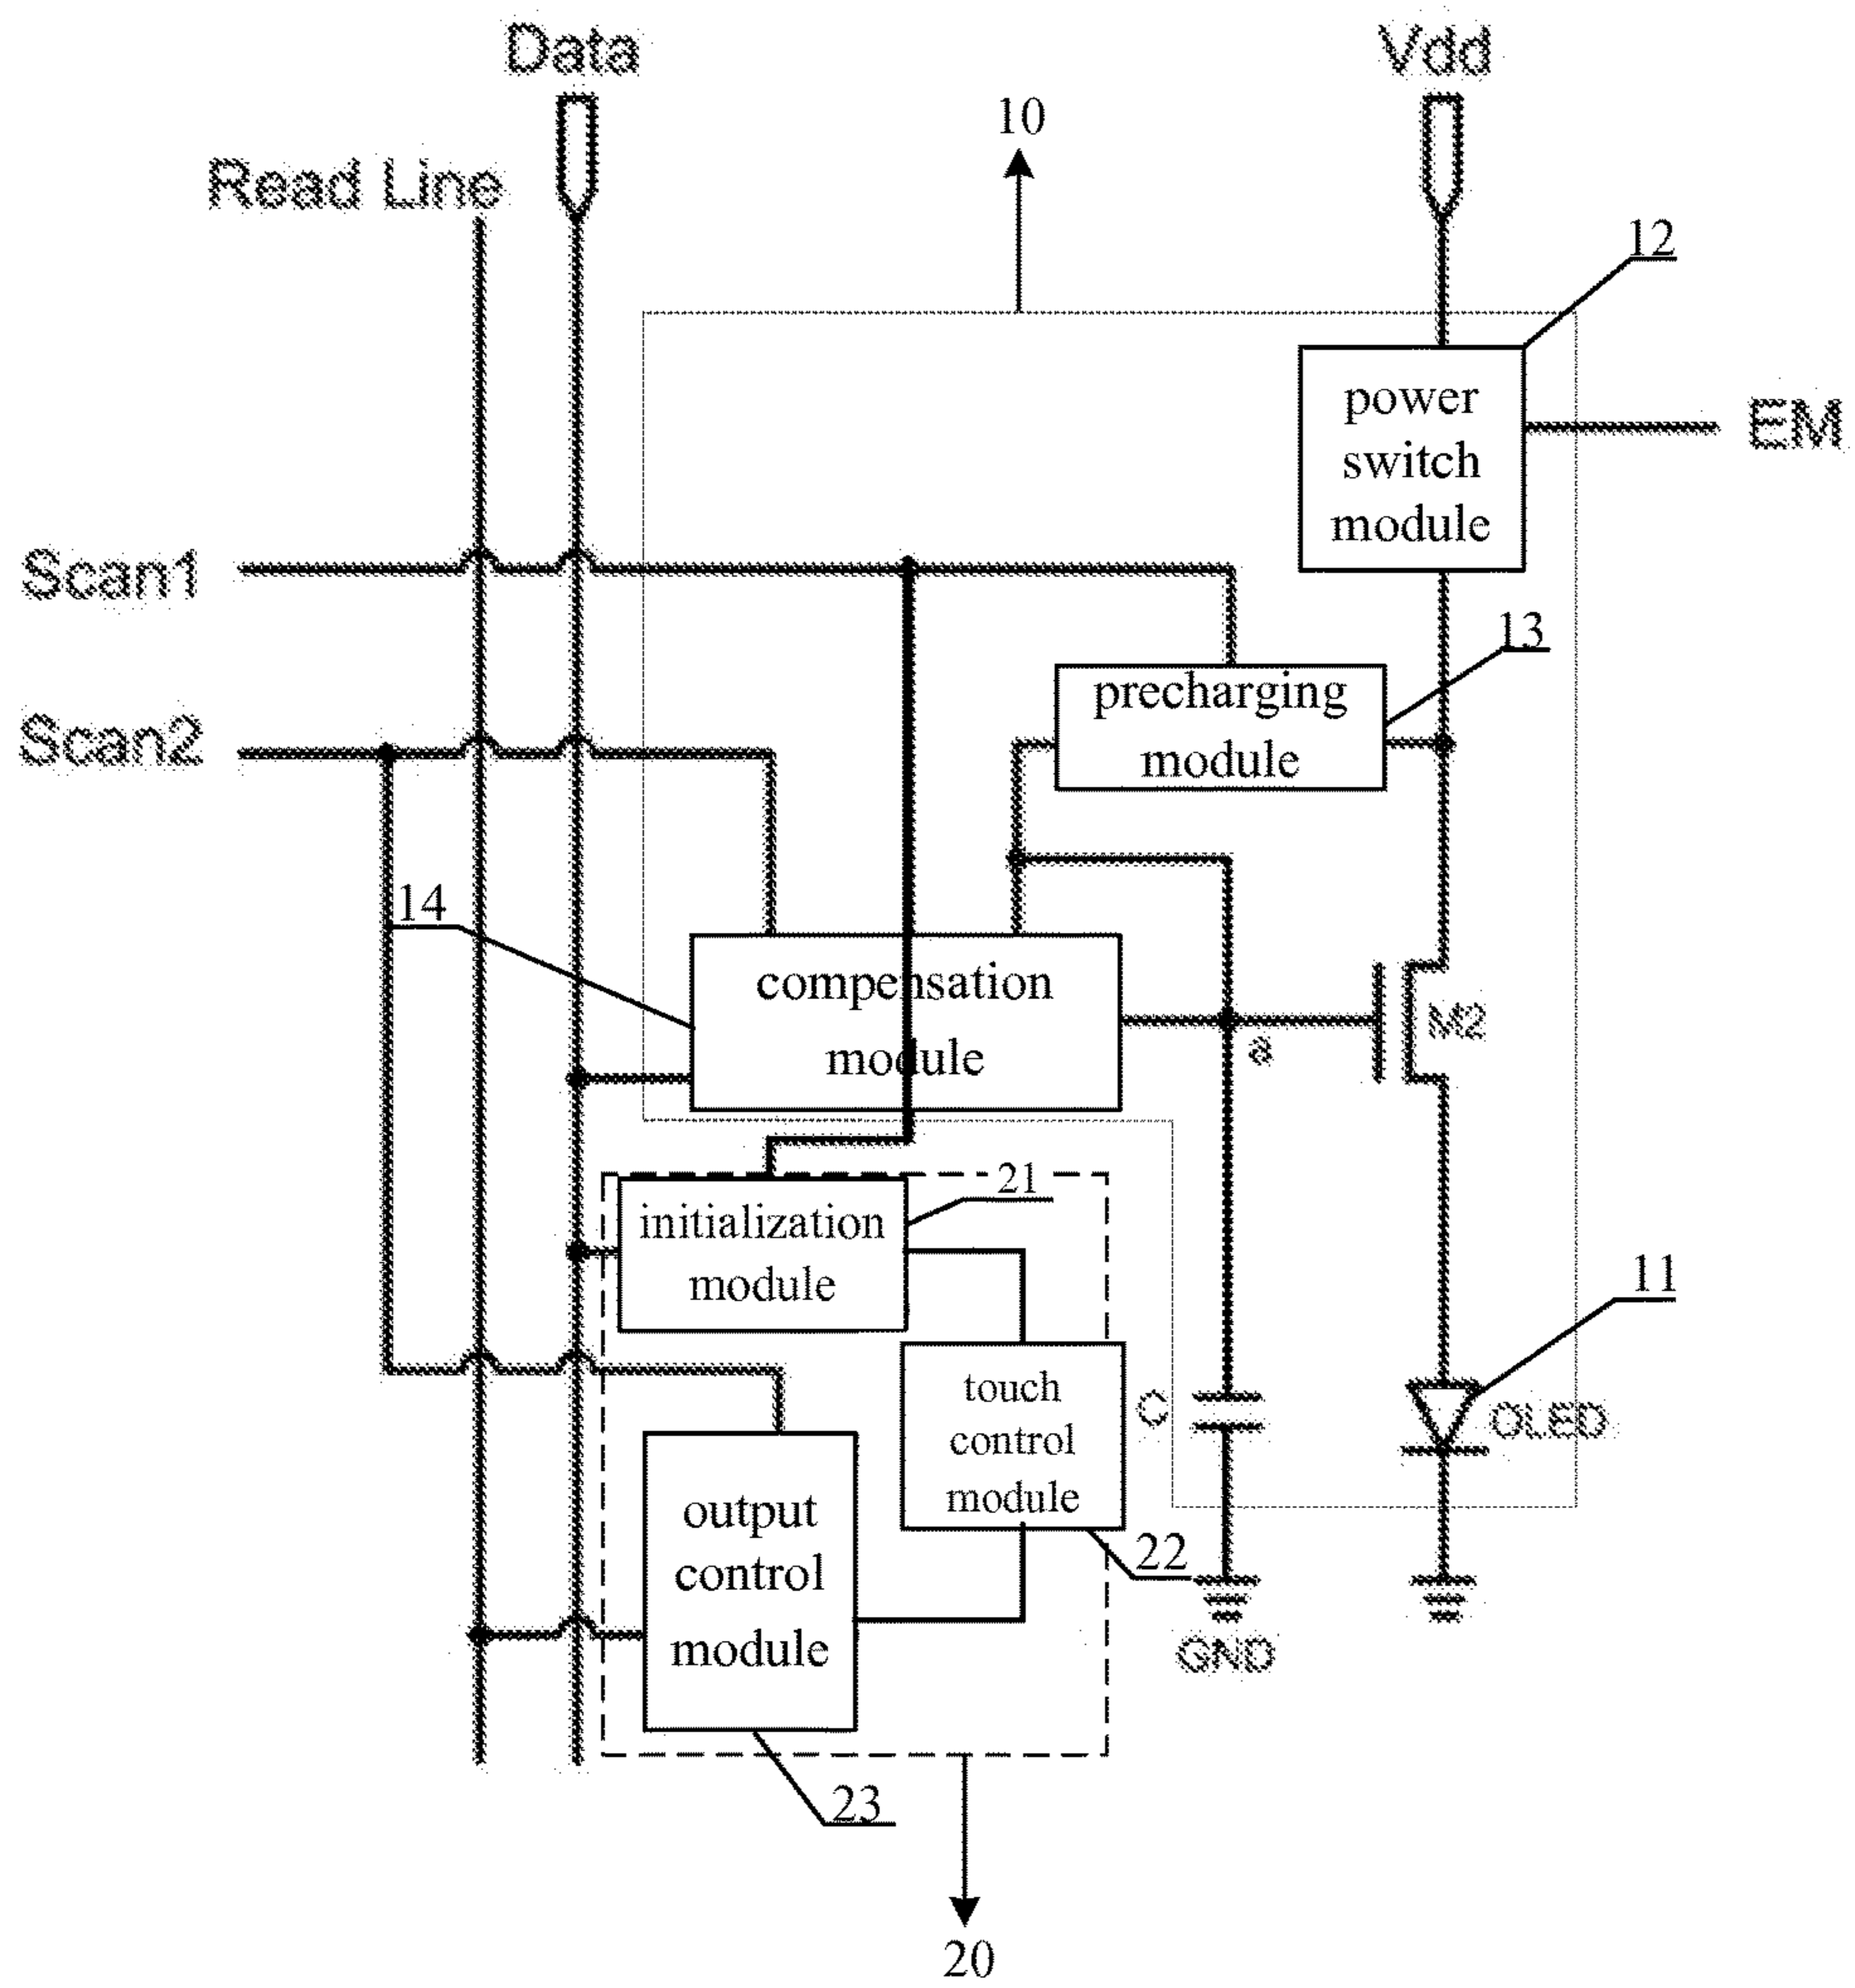 Data
Vdd
10
Read Line
12
power
switch
module
EM
Scan1
13
precharging
module
Scan2
14
compensation
module
M2
a
21
initialization
module
11
touch
control
module
C
OLED
output
control
module
22
GND
23
20